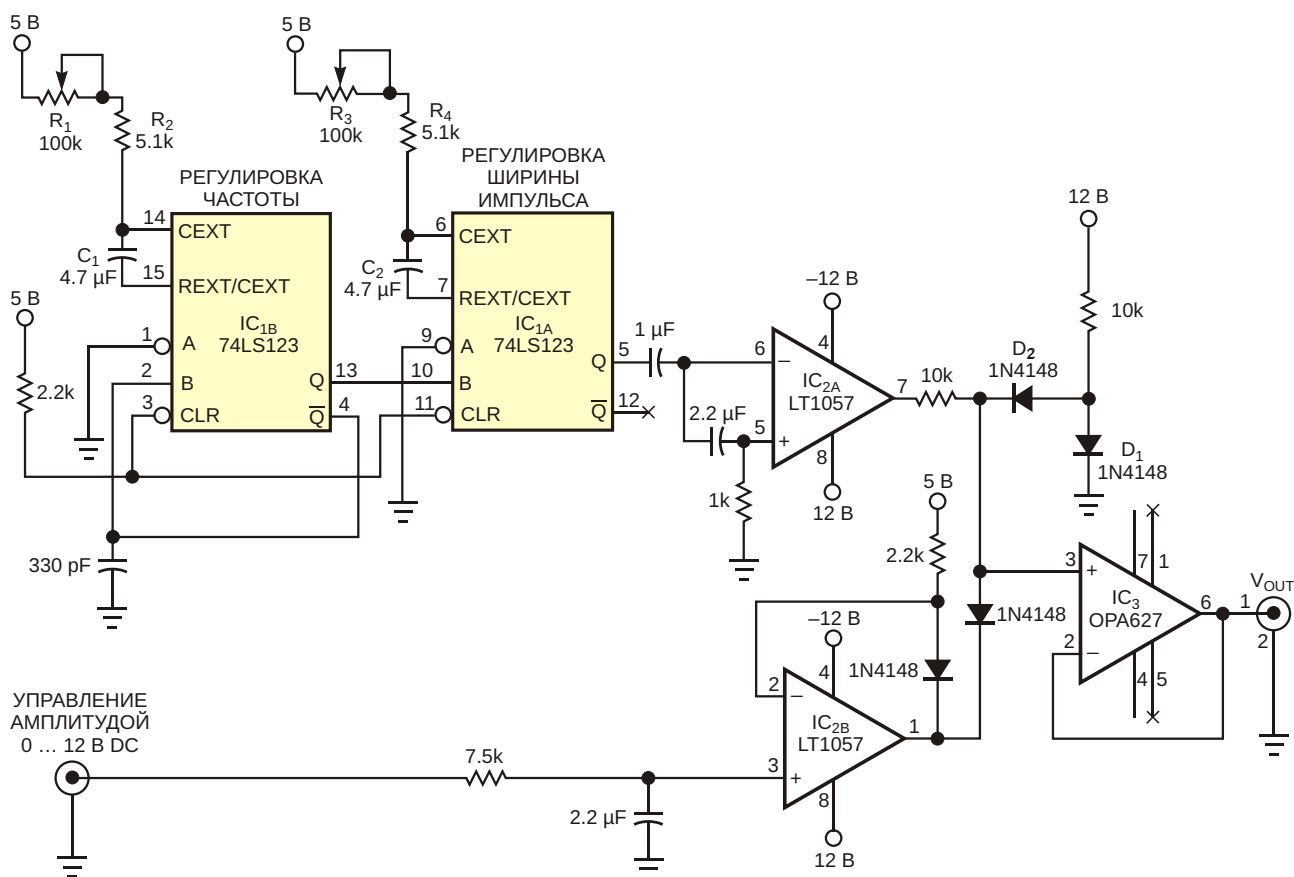 5 В
R1
100k
R2
5.1k
5 В
R3
100k
R4
5.1k
РЕГУЛИРОВКА
ЧАСТОТЫ
РЕГУЛИРОВКА
ШИРИНЫ
ИМПУЛЬСА
14
CEXT
C1
4.7 µF
15
REXT/CEXT
IC1B
74LS123
1
A
2
B
3
CLR
Q
13
Q
4
5 В
2.2k
330 pF
6
CEXT
C2
4.7 µF
7
REXT/CEXT
IC1A
74LS123
9
A
10
B
11
CLR
Q
5
Q
12
1 µF
2.2 µF
1k
–12 В
4
6
–
IC2A
LT1057
5
+
8
12 В
7
10k
D2
1N4148
12 В
10k
D1
1N4148
5 В
2.2k
1N4148
1N4148
–12 В
4
2
–
IC2B
LT1057
3
+
8
12 В
1
3
+
7
1
IC3
OPA627
2
–
4
5
6
1
VOUT
2
УПРАВЛЕНИЕ
АМПЛИТУДОЙ
0 … 12 В DC
7.5k
2.2 µF